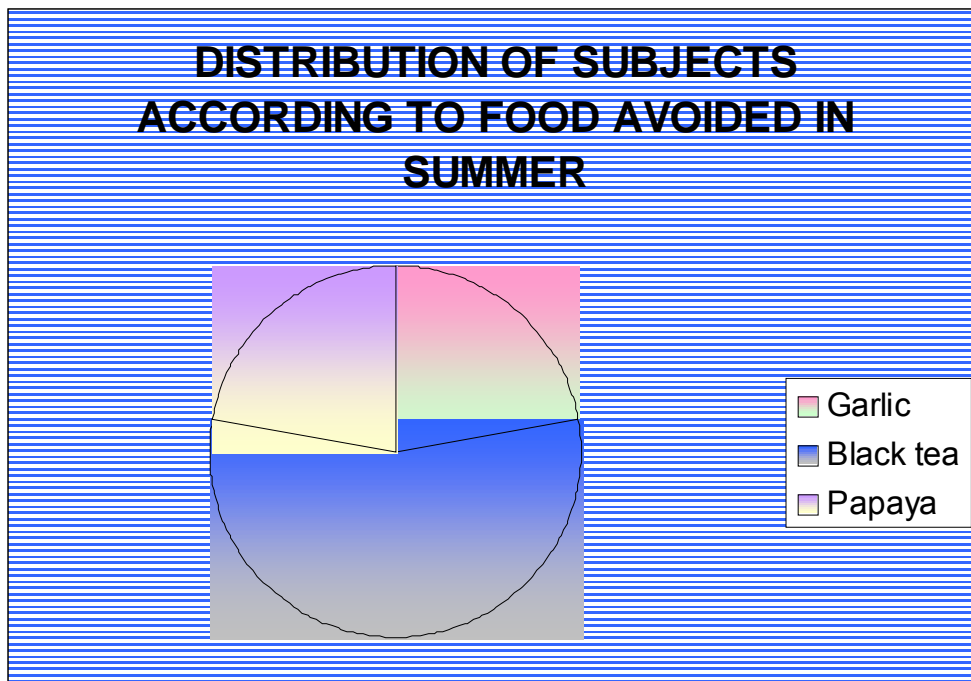 DISTRIBUTION OF SUBJECTS
ACCORDING TO FOOD AVOIDED IN
SUMMER
Garlic
Black tea
Papaya